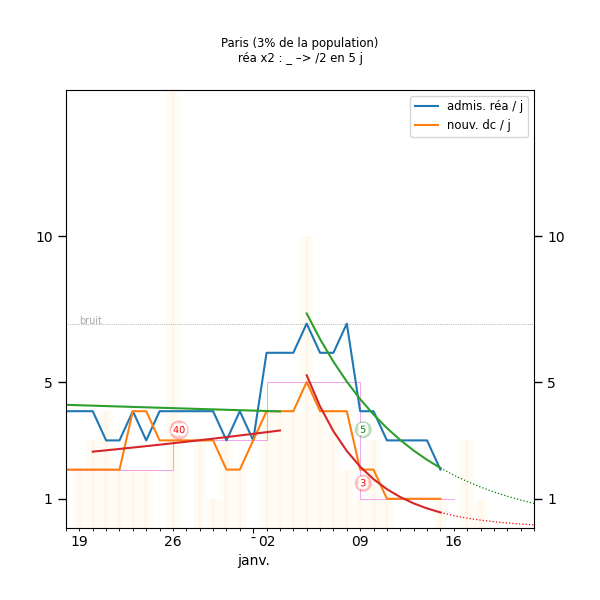 Paris (3% de la population)
réa x2 : _ –> /2 en 5 j
admis. réa / j
nouv. dc / j
10
10
bruit
5
5
40
5
3
1
1
19
26
02
09
16
janv.